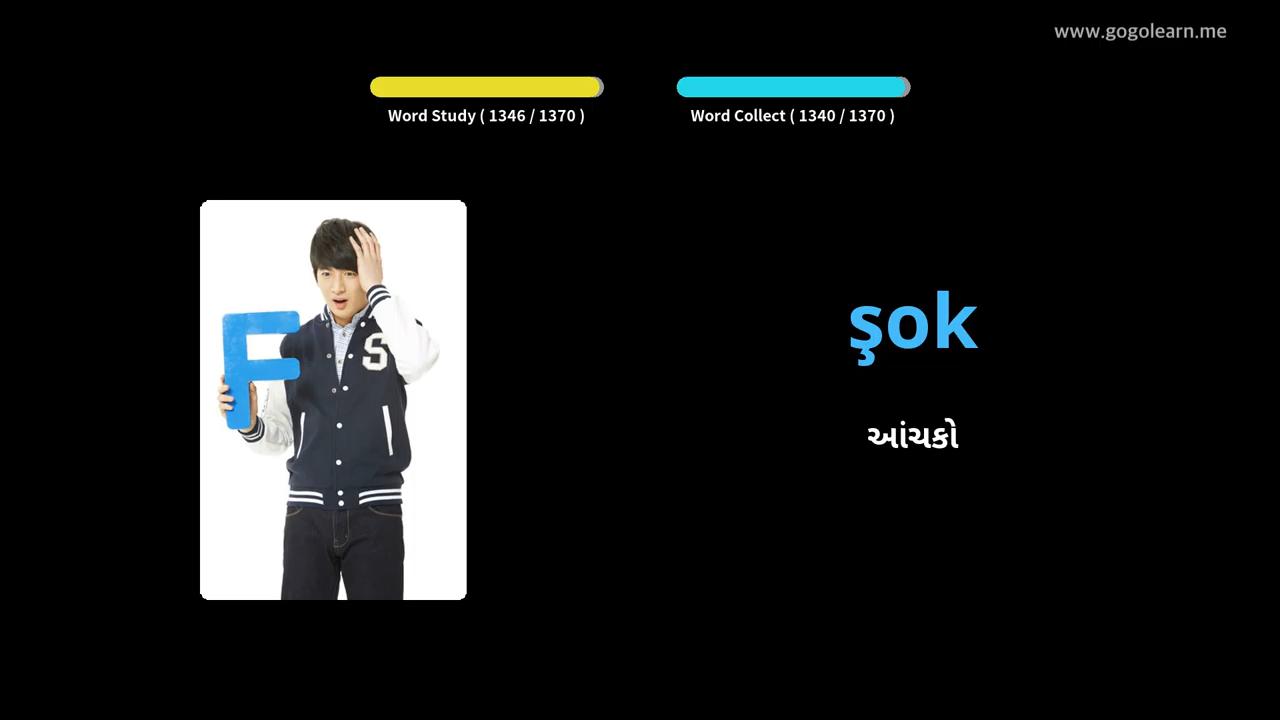 www.gogolearn.me
Word Study ( 1346 / 1370 )
Word Collect ( 1340 / 1370 )
F
S
şok
આંચકો